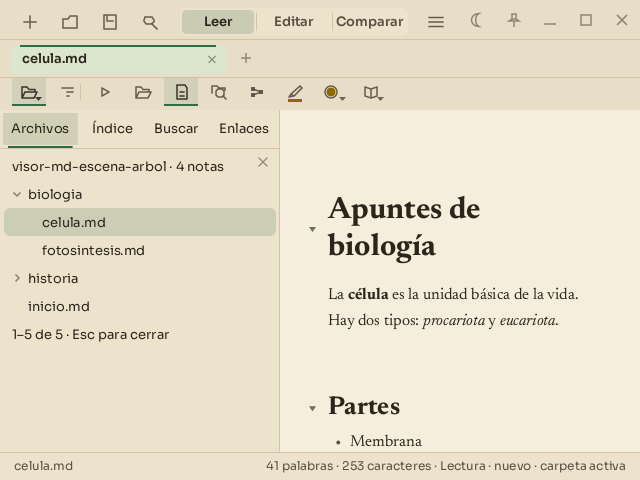 Leer Editar Comparar
celula.md
Archivos Índice Buscar Enlaces
visor-md-escena-arbol · 4 notas
biologia
celula.md
fotosintesis.md
historia
inicio.md
1–5 de 5 · Esc para cerrar
Apuntes de
biología
La célula es la unidad básica de la vida.
Hay dos tipos: procariota y eucariota.
Partes
• Membrana
celula.md 41 palabras · 253 caracteres · Lectura · nuevo · carpeta activa